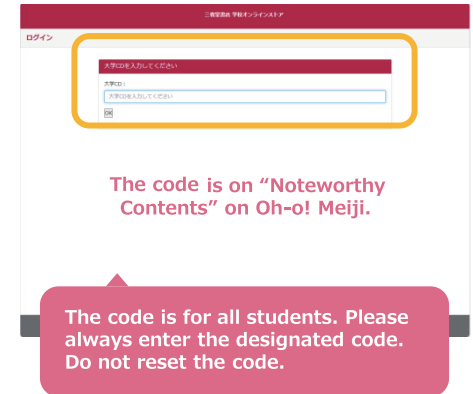 三省堂書店 学校オンラインストア
ログイン
大学CDを入力してください
大学CD：
大学CDを入力してください
OK
The code is on “Noteworthy
Contents” on Oh-o! Meiji.
The code is for all students. Please
always enter the designated code.
Do not reset the code.